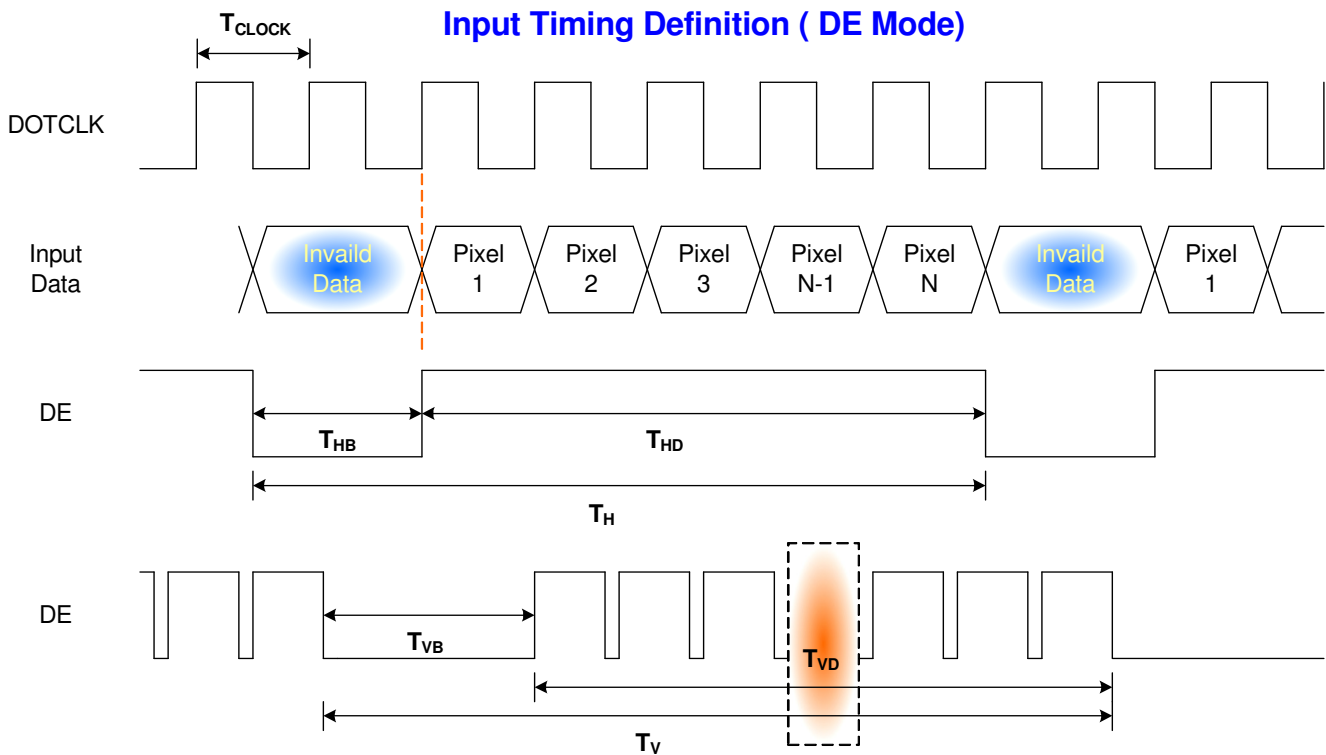 Input Timing Definition ( DE Mode)
TCLOCK
DOTCLK
Input
Data
Invaild
Data
Pixel
1
Pixel
2
Pixel
3
Pixel
N-1
Pixel
N
Invaild
Data
Pixel
1
DE
THB
THD
TH
DE
TVB
TVD
TV